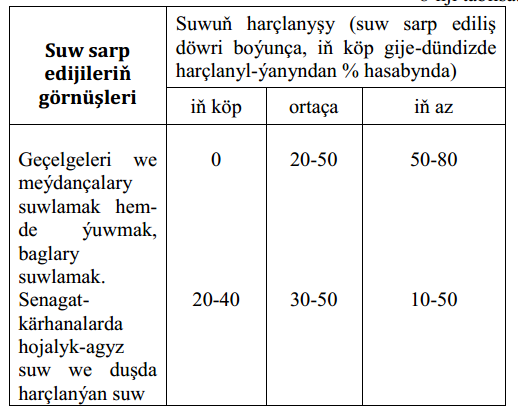 Suw sarp
edijileriň
görnüşleri
Suwuň harçlanyşy (suw sarp ediliş
döwri boýunça, iň köp gije-dündizde
harçlanyl-ýanyndan % hasabynda)
iň köp ortaça iň az
Geçelgeleri we 0 20-50 50-80
meýdançalary
suwlamak hem-
de ýuwmak,
baglary
suwlamak.
Senagat- 20-40 30-50 10-50
kärhanalarda
hojalyk-agyz
suw we duşda
harçlanýan suw